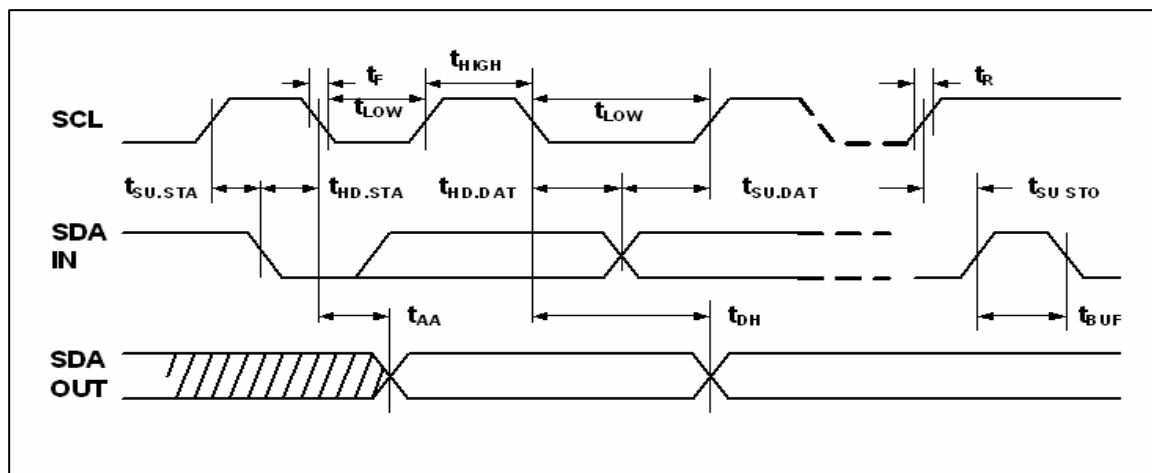 tF
tHIGH
tR
SCL
tLOW
tLOW
tSU.STA
tHD.STA
tHD.DAT
tSU.DAT
tSU STO
SDA
IN
tAA
tDH
tBUF
SDA
OUT